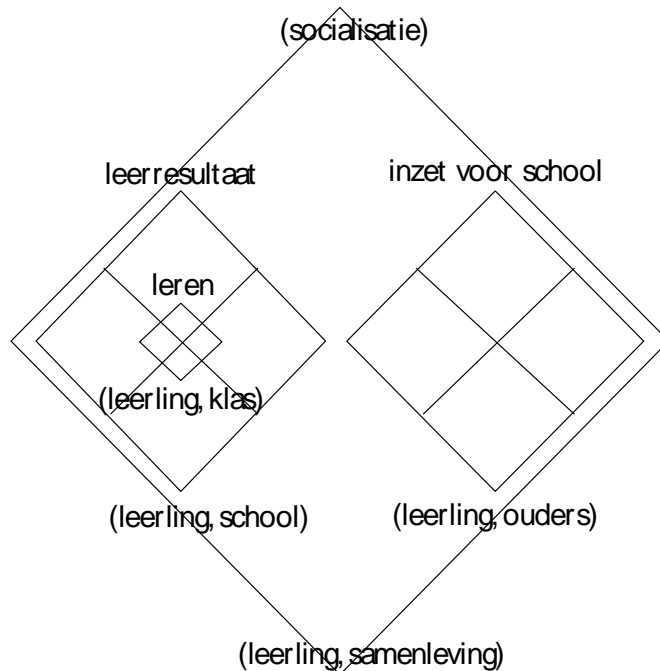 (socialisatie)
leerresultaat
inzet voor school
leren
(leerling,klas)
(leerling,school)
(leerling,ouders)
(leerling,samenleving)